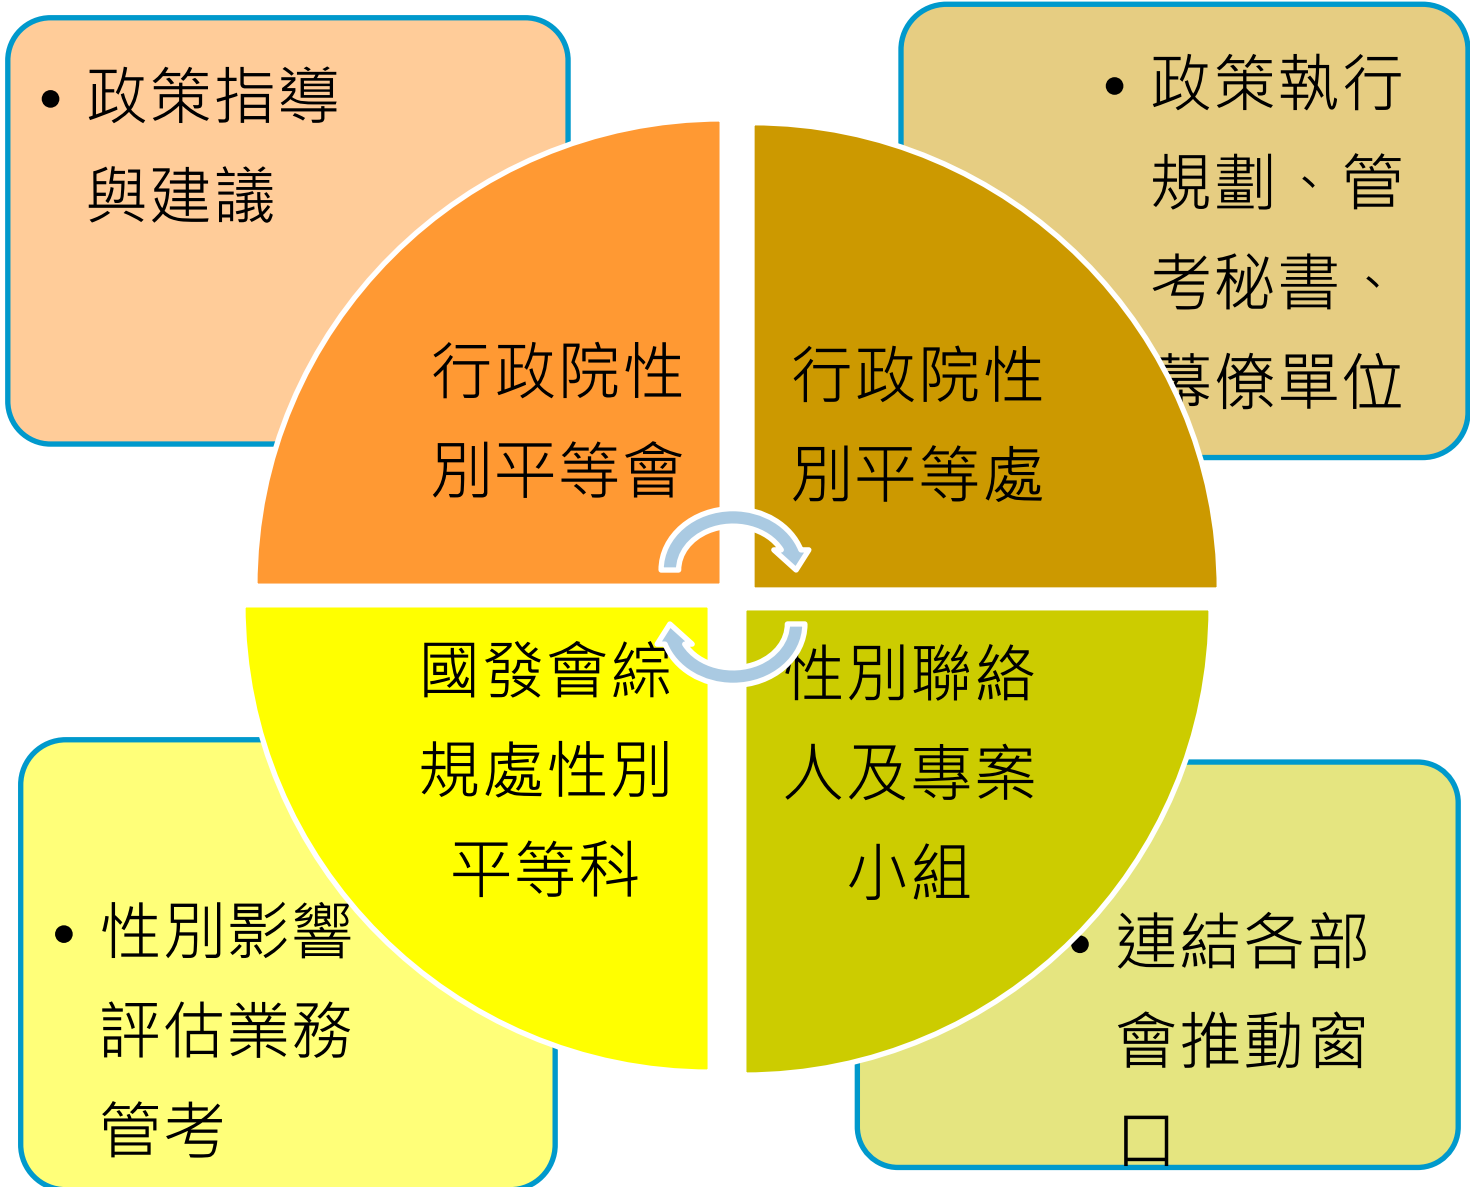 • 政策指導
與建議
• 政策執行
規劃、管
考秘書、
幕僚單位
行政院性
別平等會
行政院性
別平等處
國發會綜
規處性別
平等科
性別聯絡
人及專案
小組
• 性別影響
評估業務
管考
• 連結各部
會推動窗
口